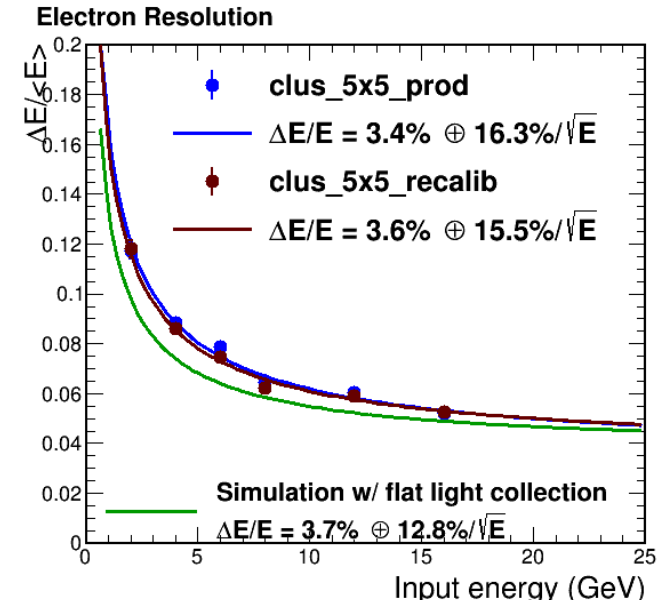 Electron Resolution
ΔE/<E>
0.2
0.18
0.16
0.14
0.12
0.1
0.08
0.06
0.04
0.02
0
clus_5x5_prod
ΔE/E = 3.4% ⊕ 16.3%/√E
clus_5x5_recalib
ΔE/E = 3.6% ⊕ 15.5%/√E
Simulation w/ flat light collection
ΔE/E = 3.7% ⊕ 12.8%/√E
0 5 10 15 20 25
Input energy (GeV)